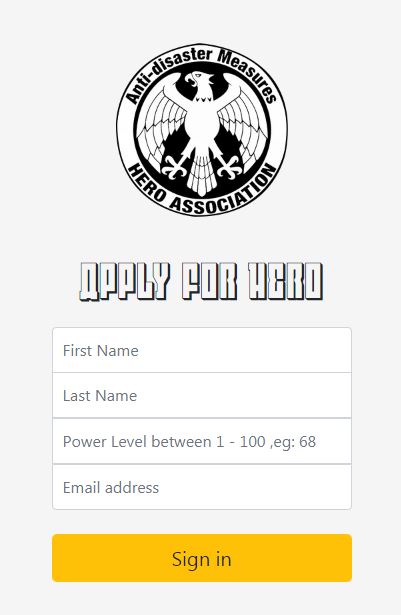 Anti-disaster Measures
HERO ASSOCIATION
Apply For Hero
First Name
Last Name
Power Level between 1 - 100 ,eg: 68
Email address
Sign in